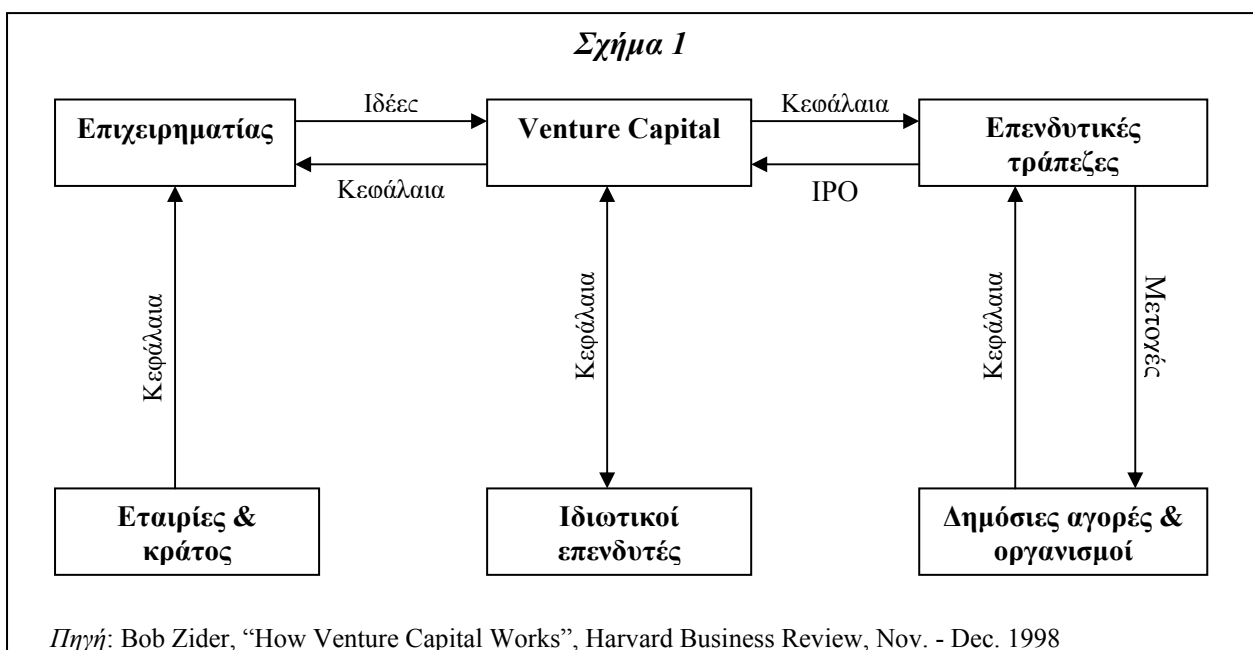 Σχήμα 1
Ιδέες
Κεφάλαια
Επιχειρηματίας
Venture Capital
Επενδυτικές
τράπεζες
Κεφάλαια
IPO
Κεφάλαια
Κεφάλαια
Κεφάλαια
Μετοχές
Εταιρίες &
κράτος
Ιδιωτικοί
επενδυτές
Δημόσιες αγορές &
οργανισμοί
Πηγή: Bob Zider, “How Venture Capital Works”, Harvard Business Review, Nov. - Dec. 1998